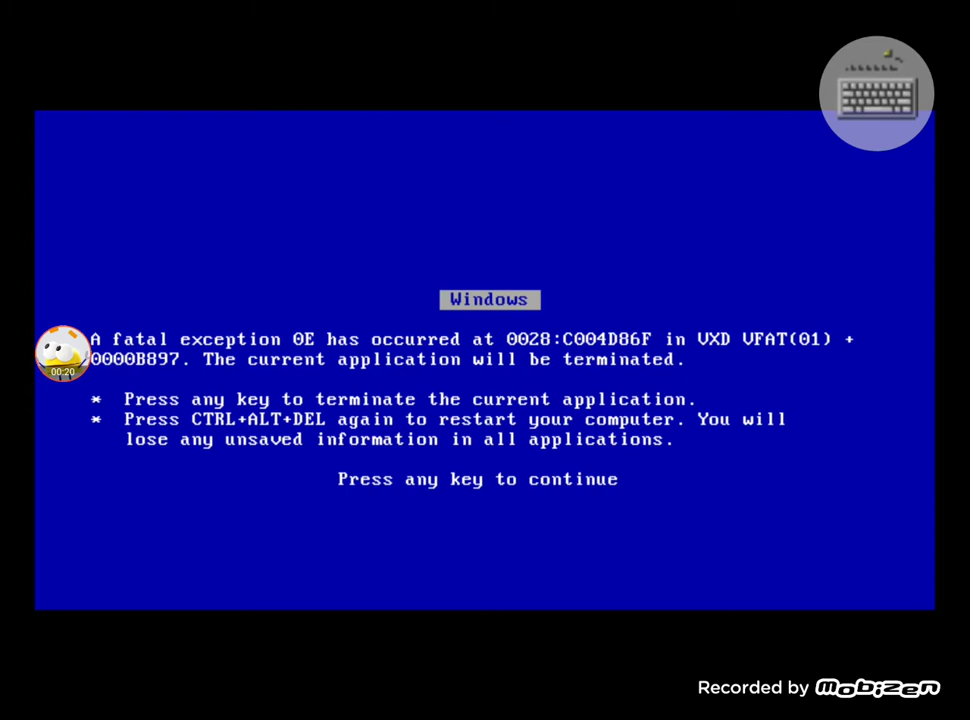 Windows
A fatal exception 0E has occurred at 0028:C004D86F in VXD VFAT(01) +
0000B897. The current application will be terminated.
* Press any key to terminate the current application.
* Press CTRL+ALT+DEL again to restart your computer. You will
lose any unsaved information in all applications.
Press any key to continue
00:20
Recorded by mobizen